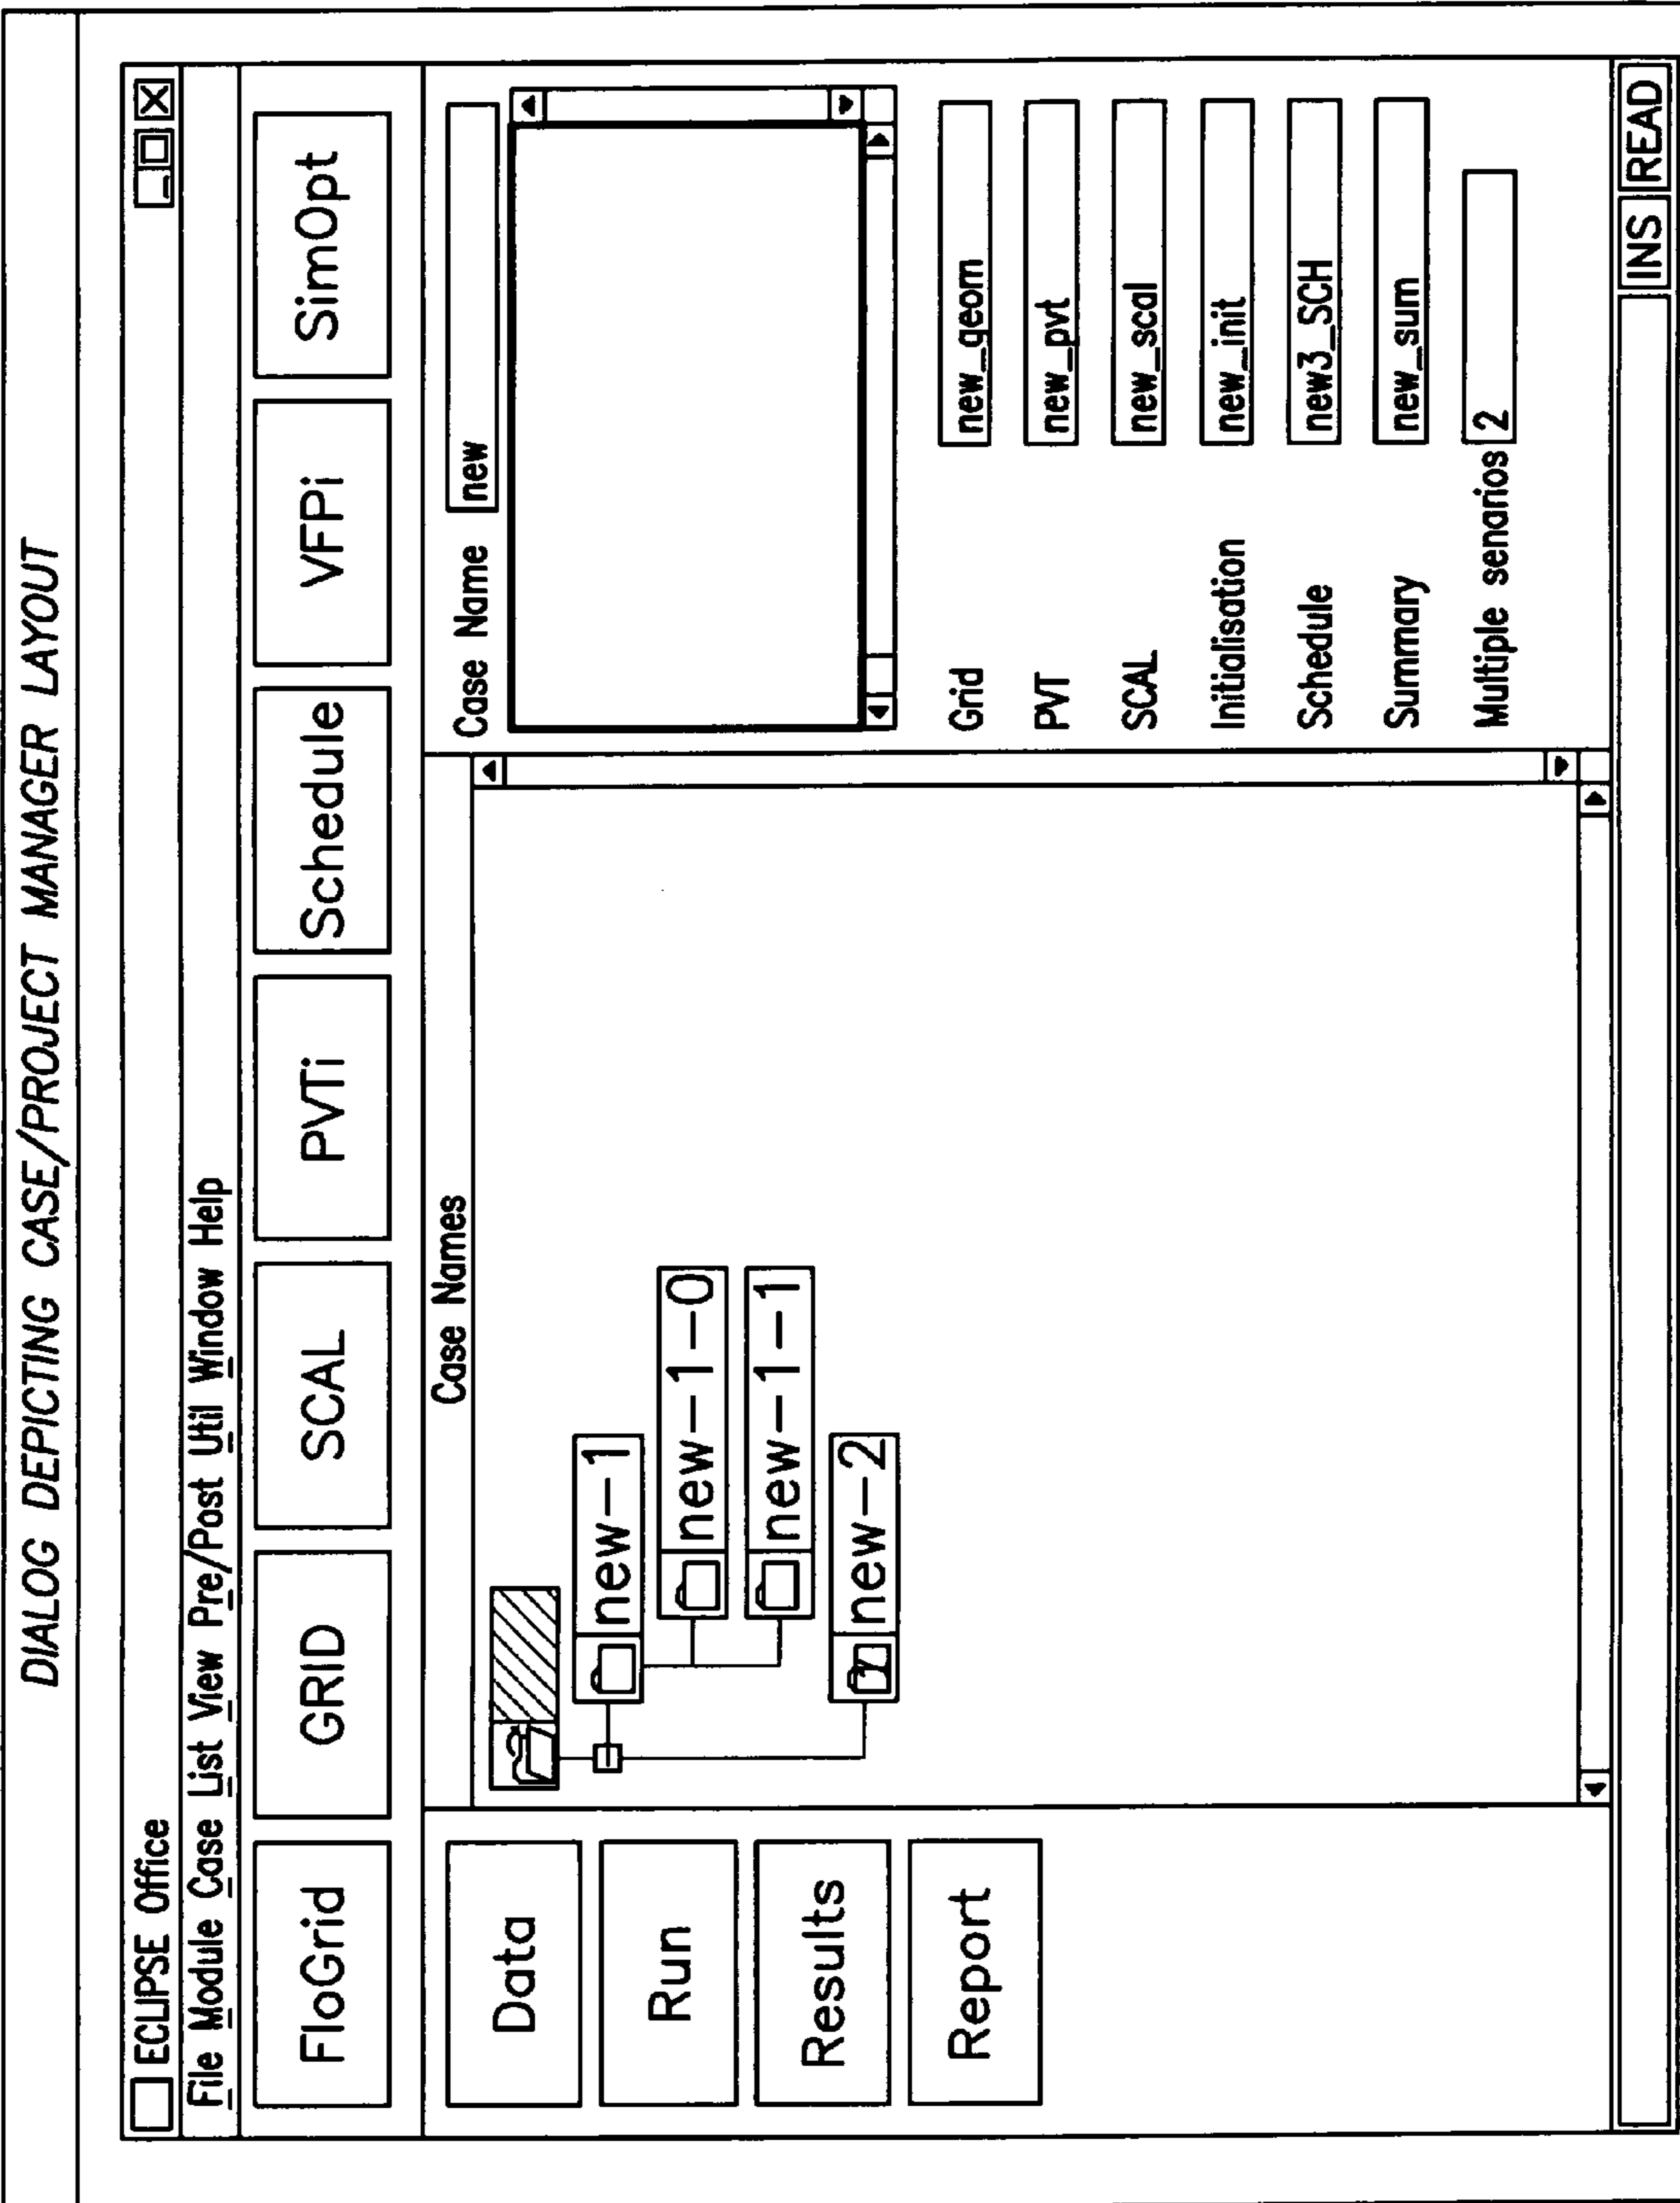 DIALOG DEPICTING CASE/PROJECT MANAGER LAYOUT
ECLIPSE Office
File Module Case List View Pre/Post Util Window Help
FloGrid GRID SCAL PVTi Schedule VFPi SimOpt
Data
Run
Results
Report
Case Names
new-1
new-1-0
new-1-1
new-2
Case Name new
Grid new_geom
PVT new_pvt
SCAL new_scal
Initialisation new_init
Schedule new3_SCH
Summary new_sum
Multiple senarios 2
INS READ